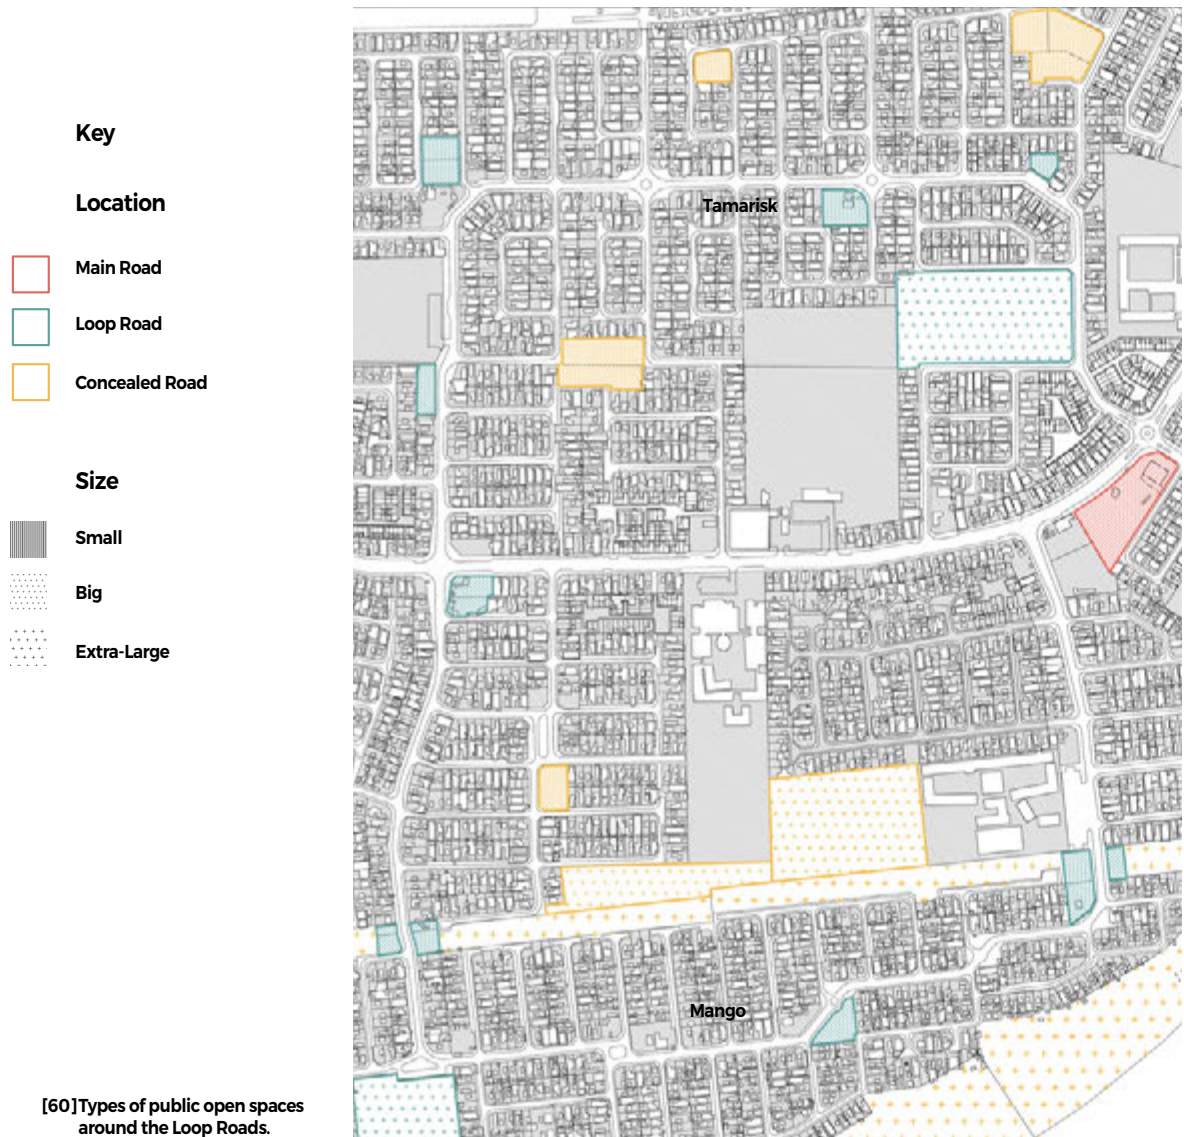 Key
Location
Main Road
Loop Road
Concealed Road
Size
Small
Big
Extra-Large
[60]Types of public open spaces
around the Loop Roads.
Tamarisk
Mango